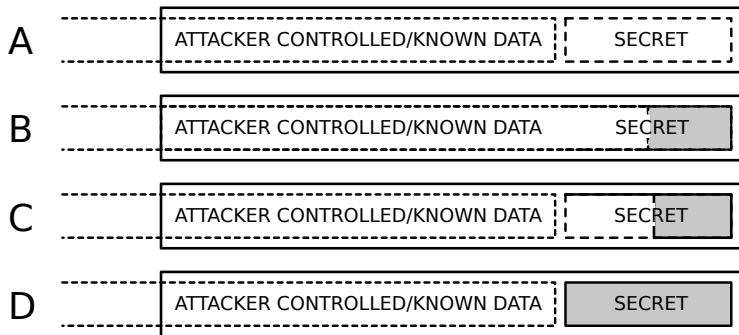 A ATTACKER CONTROLLED/KNOWN DATA SECRET
B ATTACKER CONTROLLED/KNOWN DATA SECRET
C ATTACKER CONTROLLED/KNOWN DATA SECRET
D ATTACKER CONTROLLED/KNOWN DATA SECRET